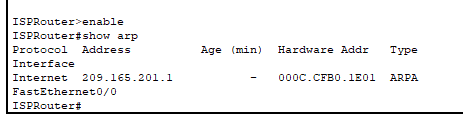 ISPRouter>enable
ISPRouter#show arp
Protocol  Address          Age (min)  Hardware Addr   Type
Interface
Internet  209.165.201.1           -   000C.CFB0.1E01  ARPA
FastEthernet0/0
ISPRouter#